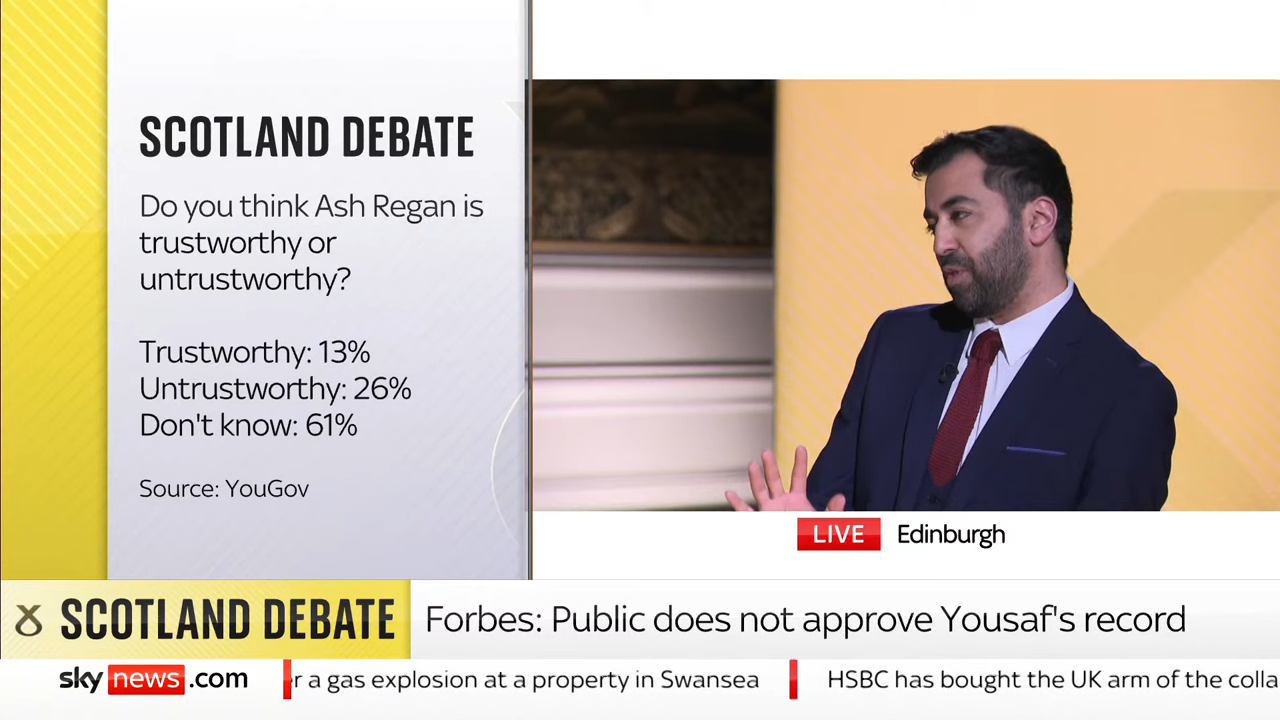 SCOTLAND DEBATE
Do you think Ash Regan is
trustworthy or
untrustworthy?
Trustworthy: 13%
Untrustworthy: 26%
Don't know: 61%
Source: YouGov
LIVE Edinburgh
SCOTLAND DEBATE Forbes: Public does not approve Yousaf's record
sky news.com a gas explosion at a property in Swansea HSBC has bought the UK arm of the